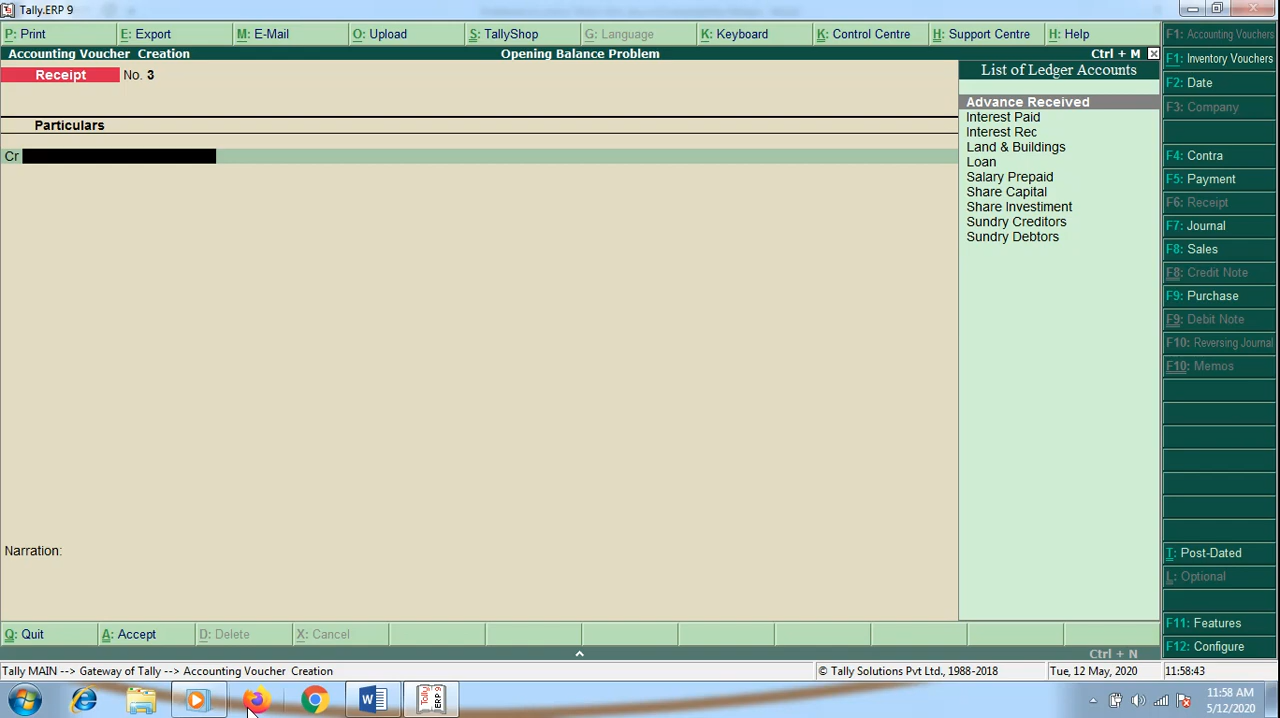 Tally.ERP 9
P: Print E: Export M: E-Mail O: Upload S: TallyShop G: Language K: Keyboard K: Control Centre H: Support Centre H: Help F1: Accounting Vouchers
Accounting Voucher Creation Opening Balance Problem Ctrl + M F1: Inventory Vouchers
Receipt No. 3 List of Ledger Accounts F2: Date
Advance Received F3: Company
Particulars Interest Paid
Interest Rec
Cr Land & Buildings F4: Contra
Loan
Salary Prepaid F5: Payment
Share Capital F6: Receipt
Share Investiment
Sundry Creditors F7: Journal
Sundry Debtors
F8: Sales
F8: Credit Note
F9: Purchase
F9: Debit Note
F10: Reversing Journal
F10: Memos
Narration: T: Post-Dated
L: Optional
F11: Features
Q: Quit A: Accept D: Delete X: Cancel
F12: Configure
Ctrl + N
Tally MAIN --> Gateway of Tally --> Accounting Voucher Creation © Tally Solutions Pvt Ltd., 1988-2018 Tue, 12 May, 2020 11:58:43
W Tally ERP 9 11:58 AM
5/12/2020